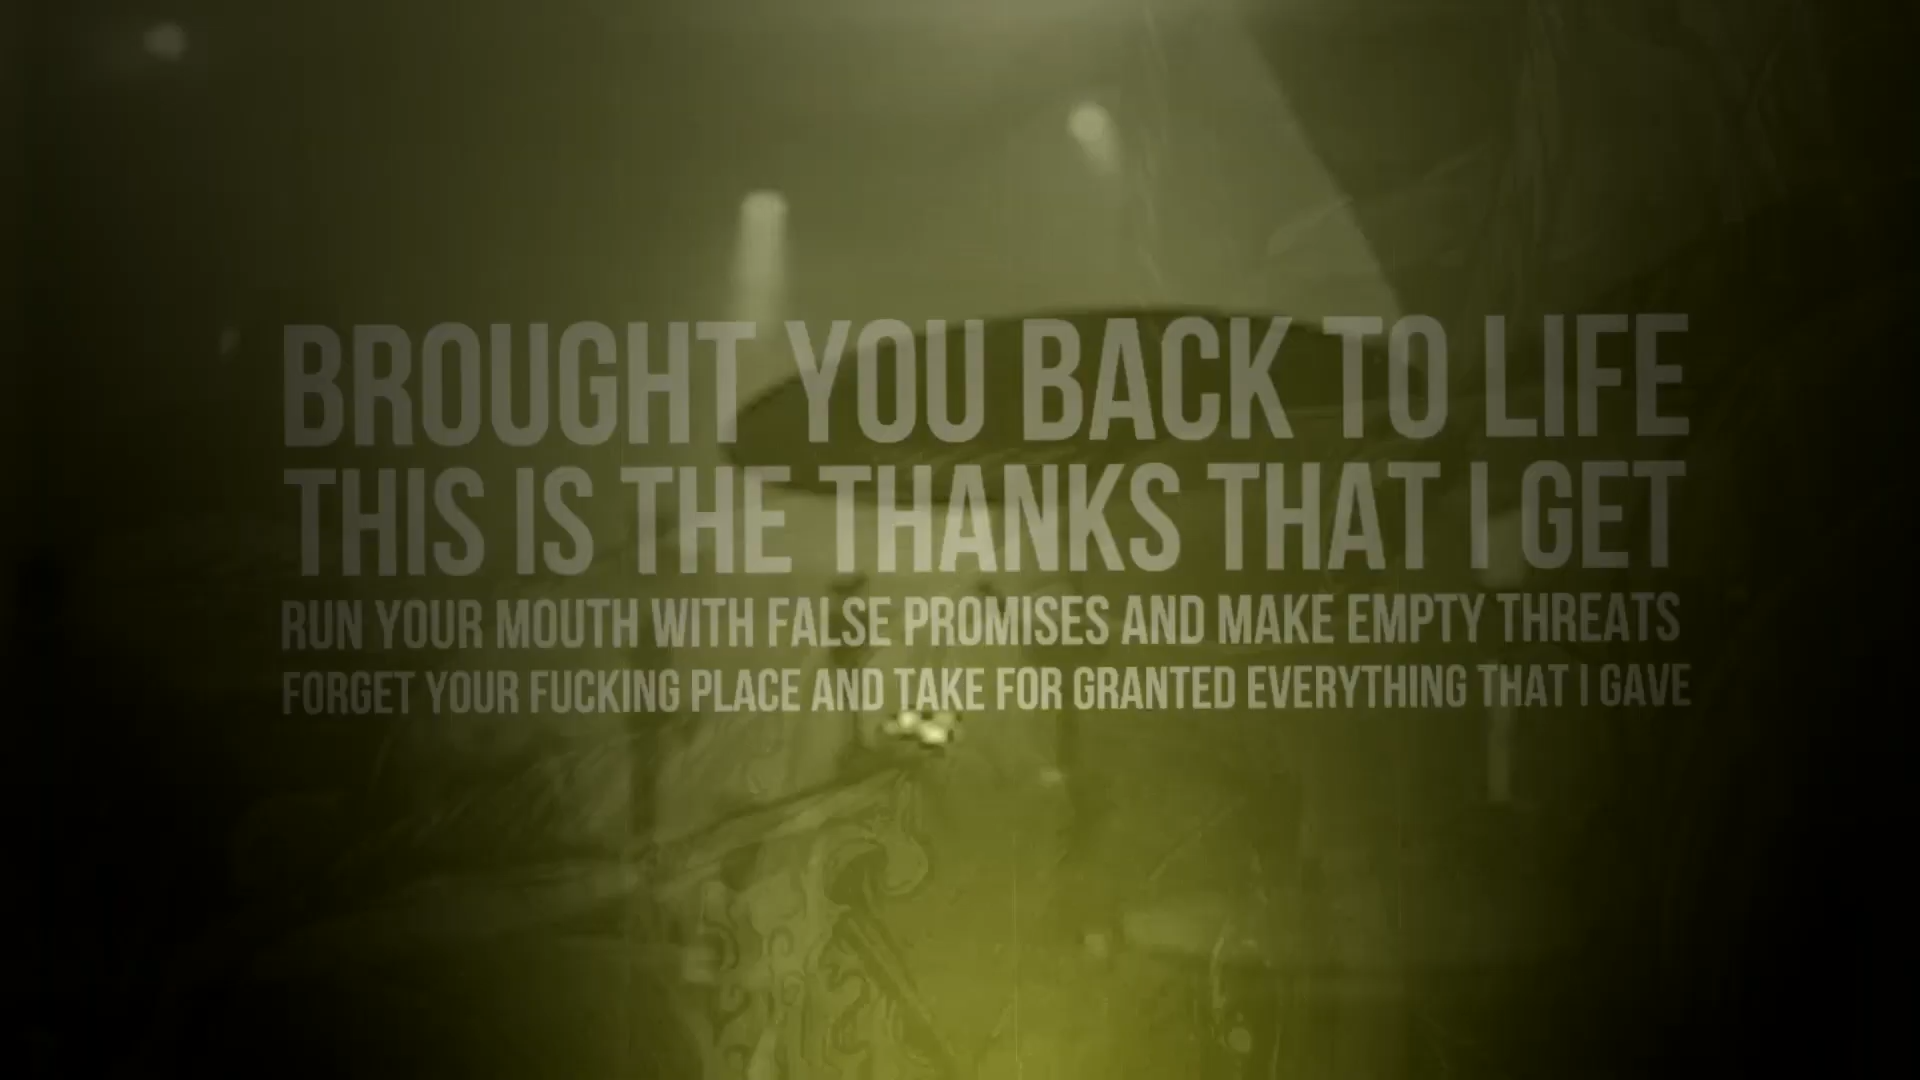 BROUGHT YOU BACK TO LIFE
THIS IS THE THANKS THAT I GET
RUN YOUR MOUTH WITH FALSE PROMISES AND MAKE EMPTY THREATS
FORGET YOUR FUCKING PLACE AND TAKE FOR GRANTED EVERYTHING THAT I GAVE